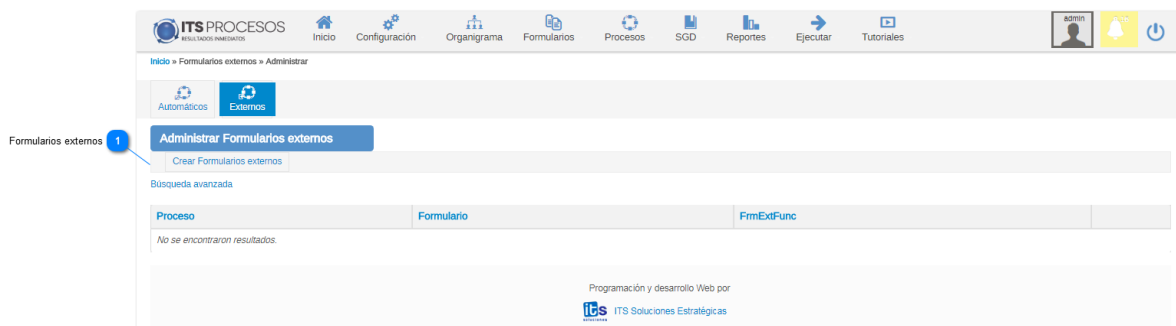 ITS PROCESOS
RESULTADOS INMEDIATOS
Inicio
Configuración
Organigrama
Formularios
Procesos
SGD
Reportes
Ejecutar
Tutoriales
admin
Inicio » Formularios externos » Administrar
Automáticos
Externos
Formularios externos 1
Administrar Formularios externos
Crear Formularios externos
Búsqueda avanzada
Proceso Formulario FrmExtFunc
No se encontraron resultados.
Programación y desarrollo Web por
its soluciones
ITS Soluciones Estratégicas